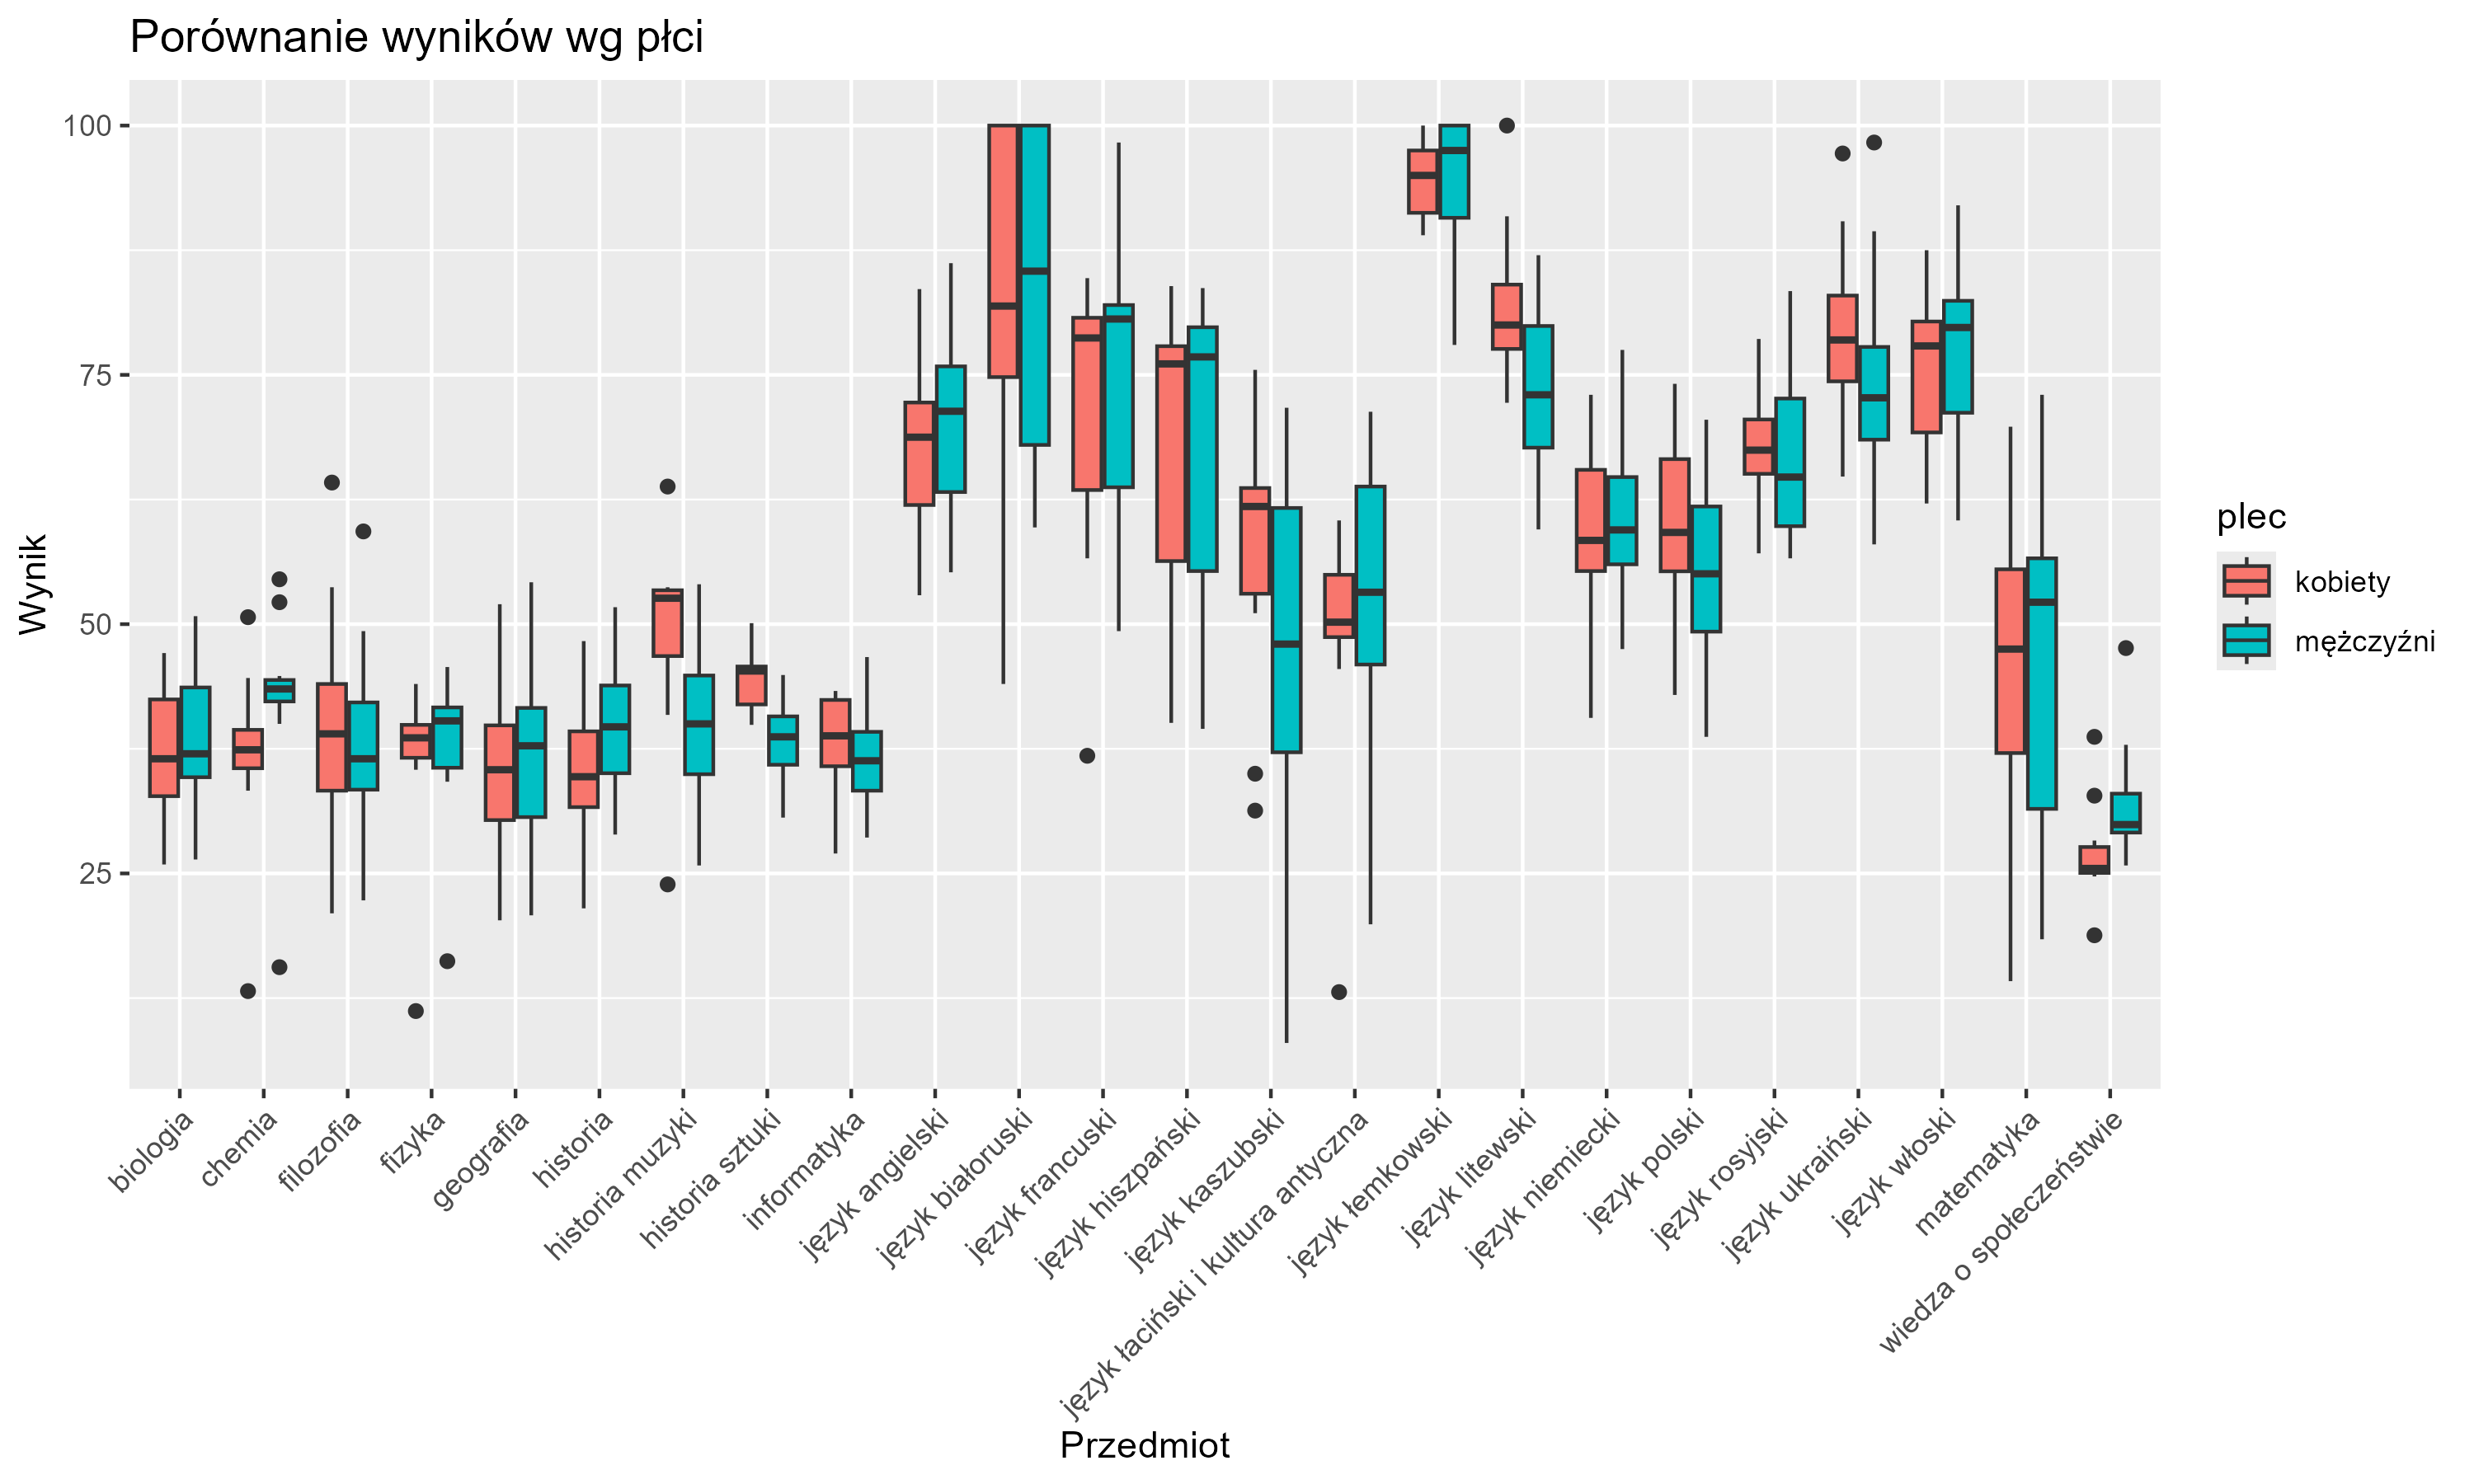 Porównanie wyników wg płci
100
75
50
25
Wynik
biologia
chemia
filozofia
fizyka
geografia
historia
historia muzyki
historia sztuki
informatyka
język angielski
język białoruski
język francuski
język hiszpański
język kaszubski
język łaciński i kultura antyczna
język łemkowski
język litewski
język niemiecki
język polski
język rosyjski
język ukraiński
język włoski
matematyka
wiedza o społeczeństwie
Przedmiot
plec
kobiety
mężczyźni